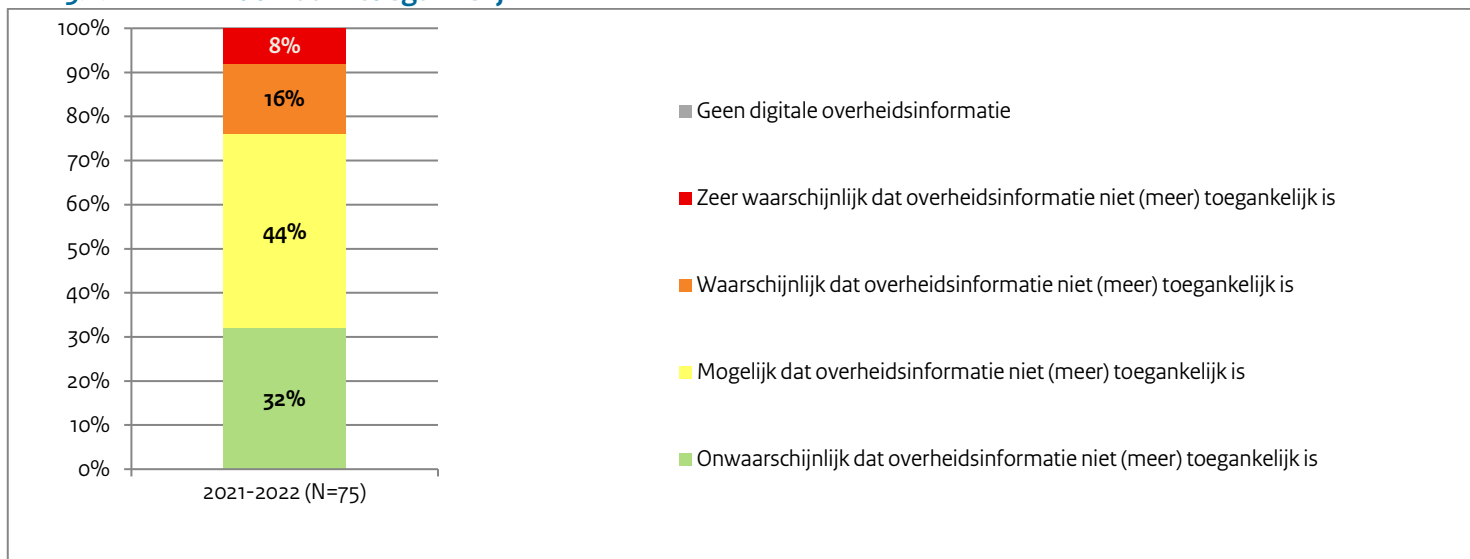 100%
8%
90%
16%
80%
Geen digitale overheidsinformatie
70%
Zeer waarschijnlijk dat overheidsinformatie niet (meer) toegankelijk is
60%
44%
50%
Waarschijnlijk dat overheidsinformatie niet (meer) toegankelijk is
40%
30%
Mogelijk dat overheidsinformatie niet (meer) toegankelijk is
20%
32%
10%
Onwaarschijnlijk dat overheidsinformatie niet (meer) toegankelijk is
0%
2021-2022 (N=75)